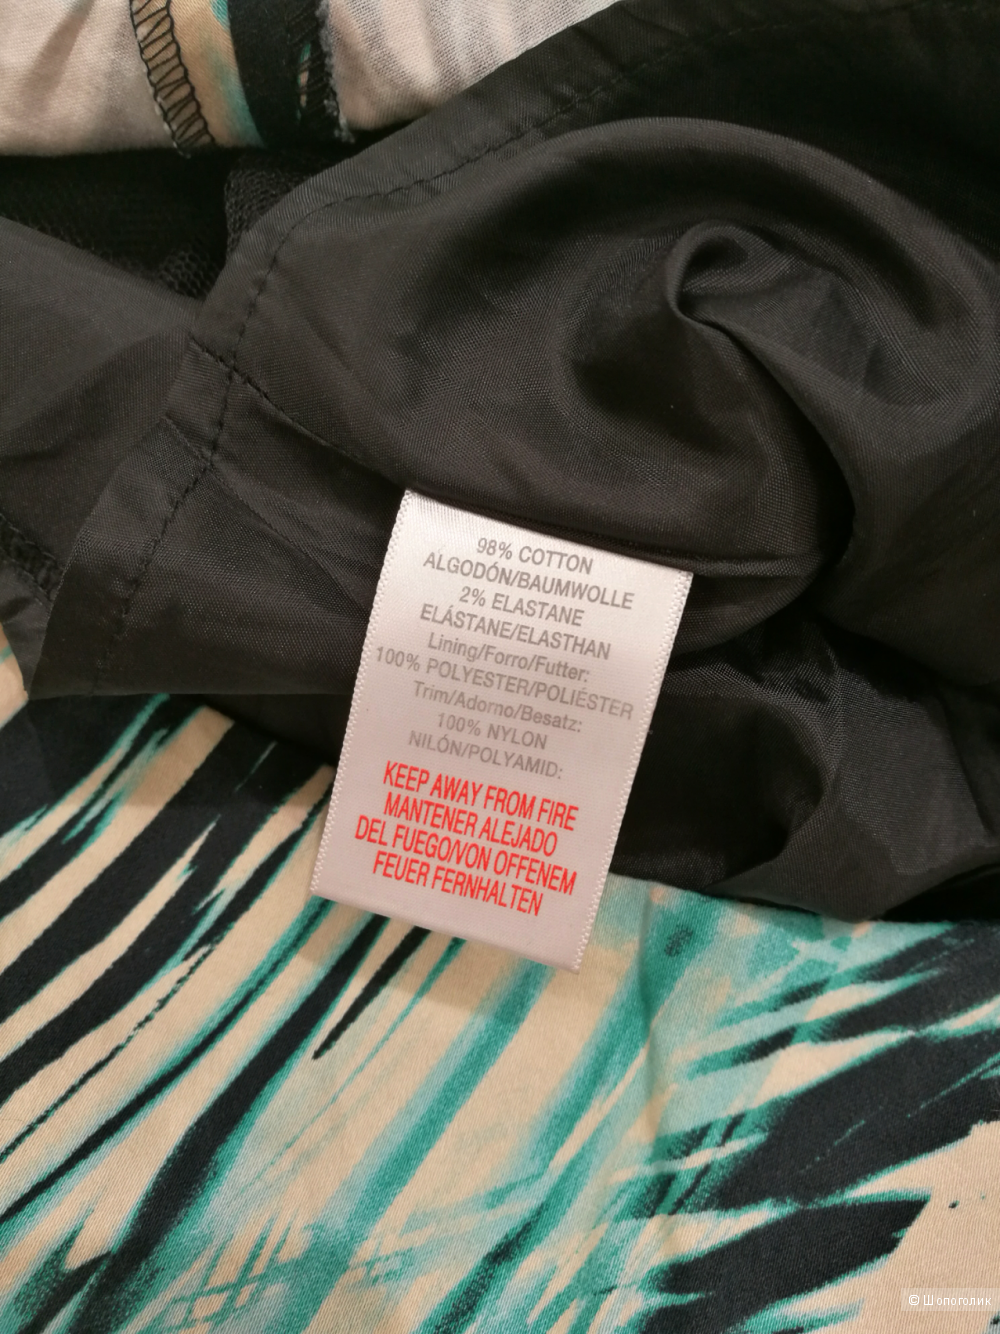 98% COTTON
ALGODÓN/BAUMWOLLE
2% ELASTANE
ELÁSTANE/ELASTHAN
Lining/Forro/Futter:
100% POLYESTER/POLIÉSTER
Trim/Adorno/Besatz:
100% NYLON
NILÓN/POLYAMID:
KEEP AWAY FROM FIRE
MANTENER ALEJADO
DEL FUEGO/VON OFFENEM
FEUER FERNHALTEN
© Шопоголик